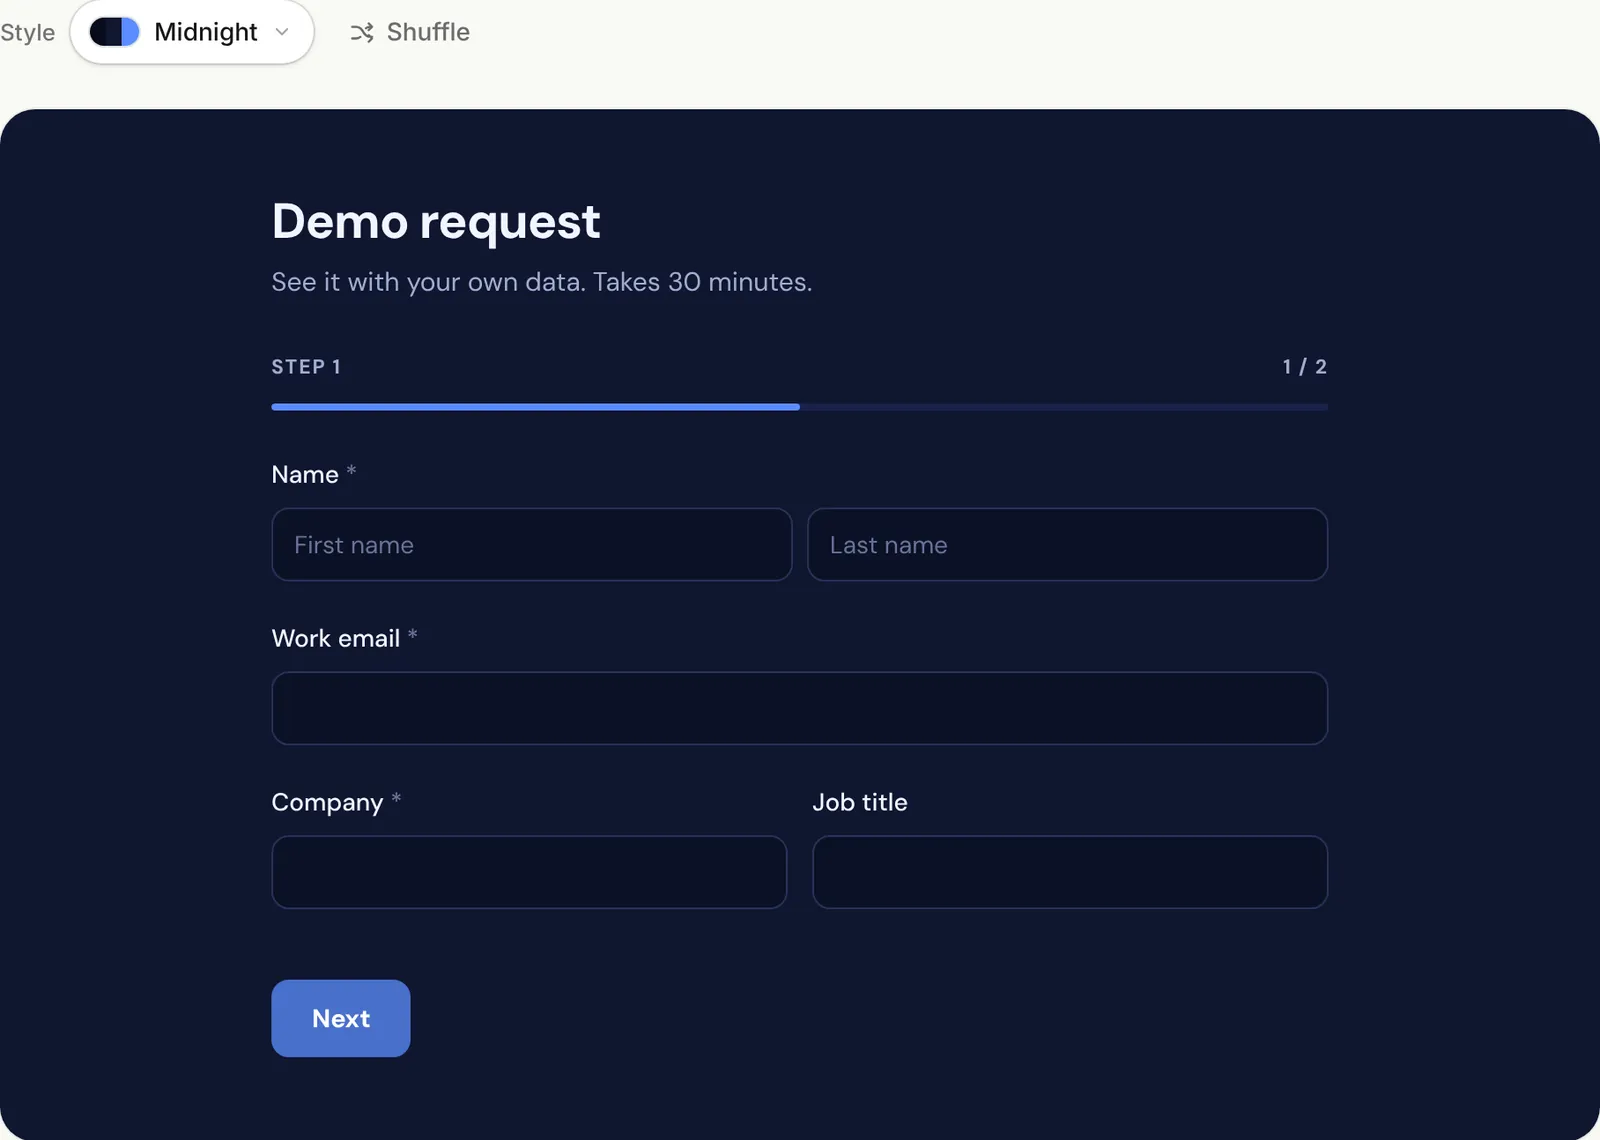 Style Midnight Shuffle
Demo request
See it with your own data. Takes 30 minutes.
STEP 1 1 / 2
Name *
First name Last name
Work email *
Company * Job title
Next